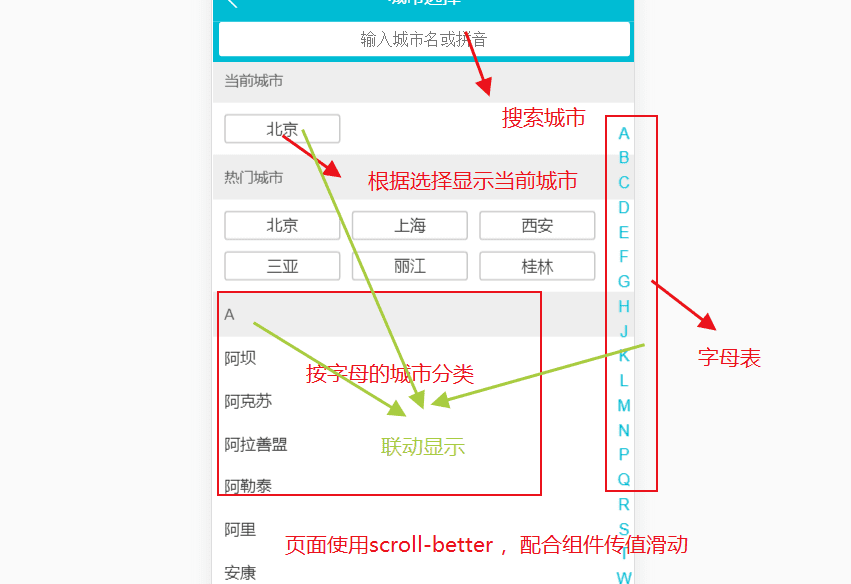 城市选择
输入城市名或拼音
当前城市
搜索城市
北京
根据选择显示当前城市
热门城市
北京 上海 西安
三亚 丽江 桂林
A
阿坝
按字母的城市分类
阿克苏
阿拉善盟
联动显示
阿勒泰
阿里
页面使用scroll-better ，配合组件传值滑动
安康
A
B
C
D
E
F
G
H
J
K
L
M
N
P
Q
R
S
T
W
字母表